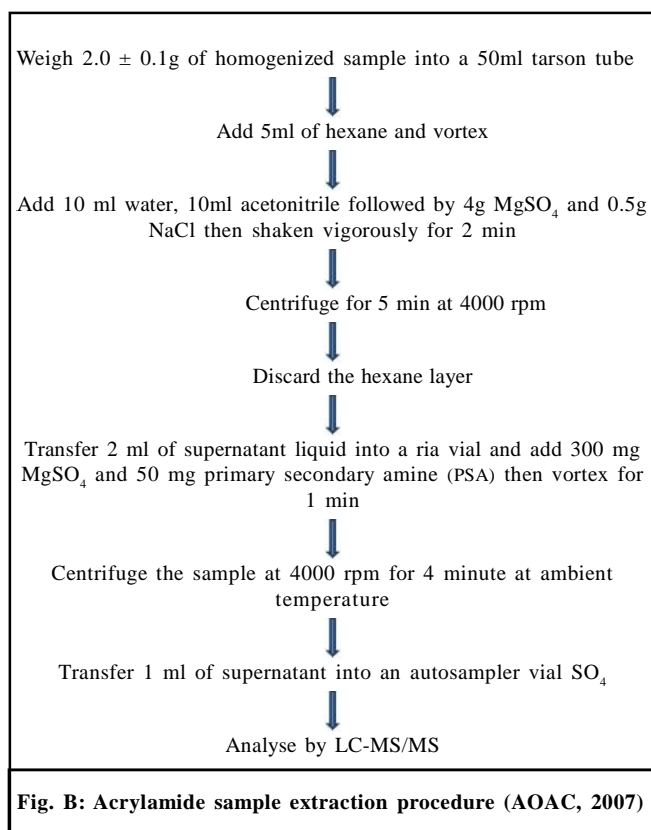 Weigh 2.0 ± 0.1g of homogenized sample into a 50ml tarson tube
Add 5ml of hexane and vortex
Add 10 ml water, 10ml acetonitrile followed by 4g MgSO₄ and 0.5g
NaCl then shaken vigorously for 2 min
Centrifuge for 5 min at 4000 rpm
Discard the hexane layer
Transfer 2 ml of supernatant liquid into a ria vial and add 300 mg
MgSO₄ and 50 mg primary secondary amine (PSA) then vortex for
1 min
Centrifuge the sample at 4000 rpm for 4 minute at ambient
temperature
Transfer 1 ml of supernatant into an autosampler vial SO₄
Analyse by LC-MS/MS
Fig. B: Acrylamide sample extraction procedure (AOAC, 2007)